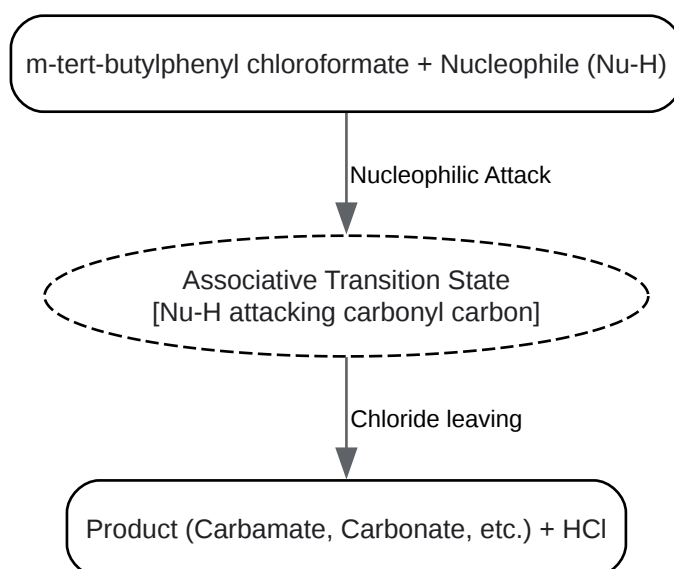 m-tert-butylphenyl chloroformate + Nucleophile (Nu-H)
Nucleophilic Attack
Associative Transition State
[Nu-H attacking carbonyl carbon]
Chloride leaving
Product (Carbamate, Carbonate, etc.) + HCl